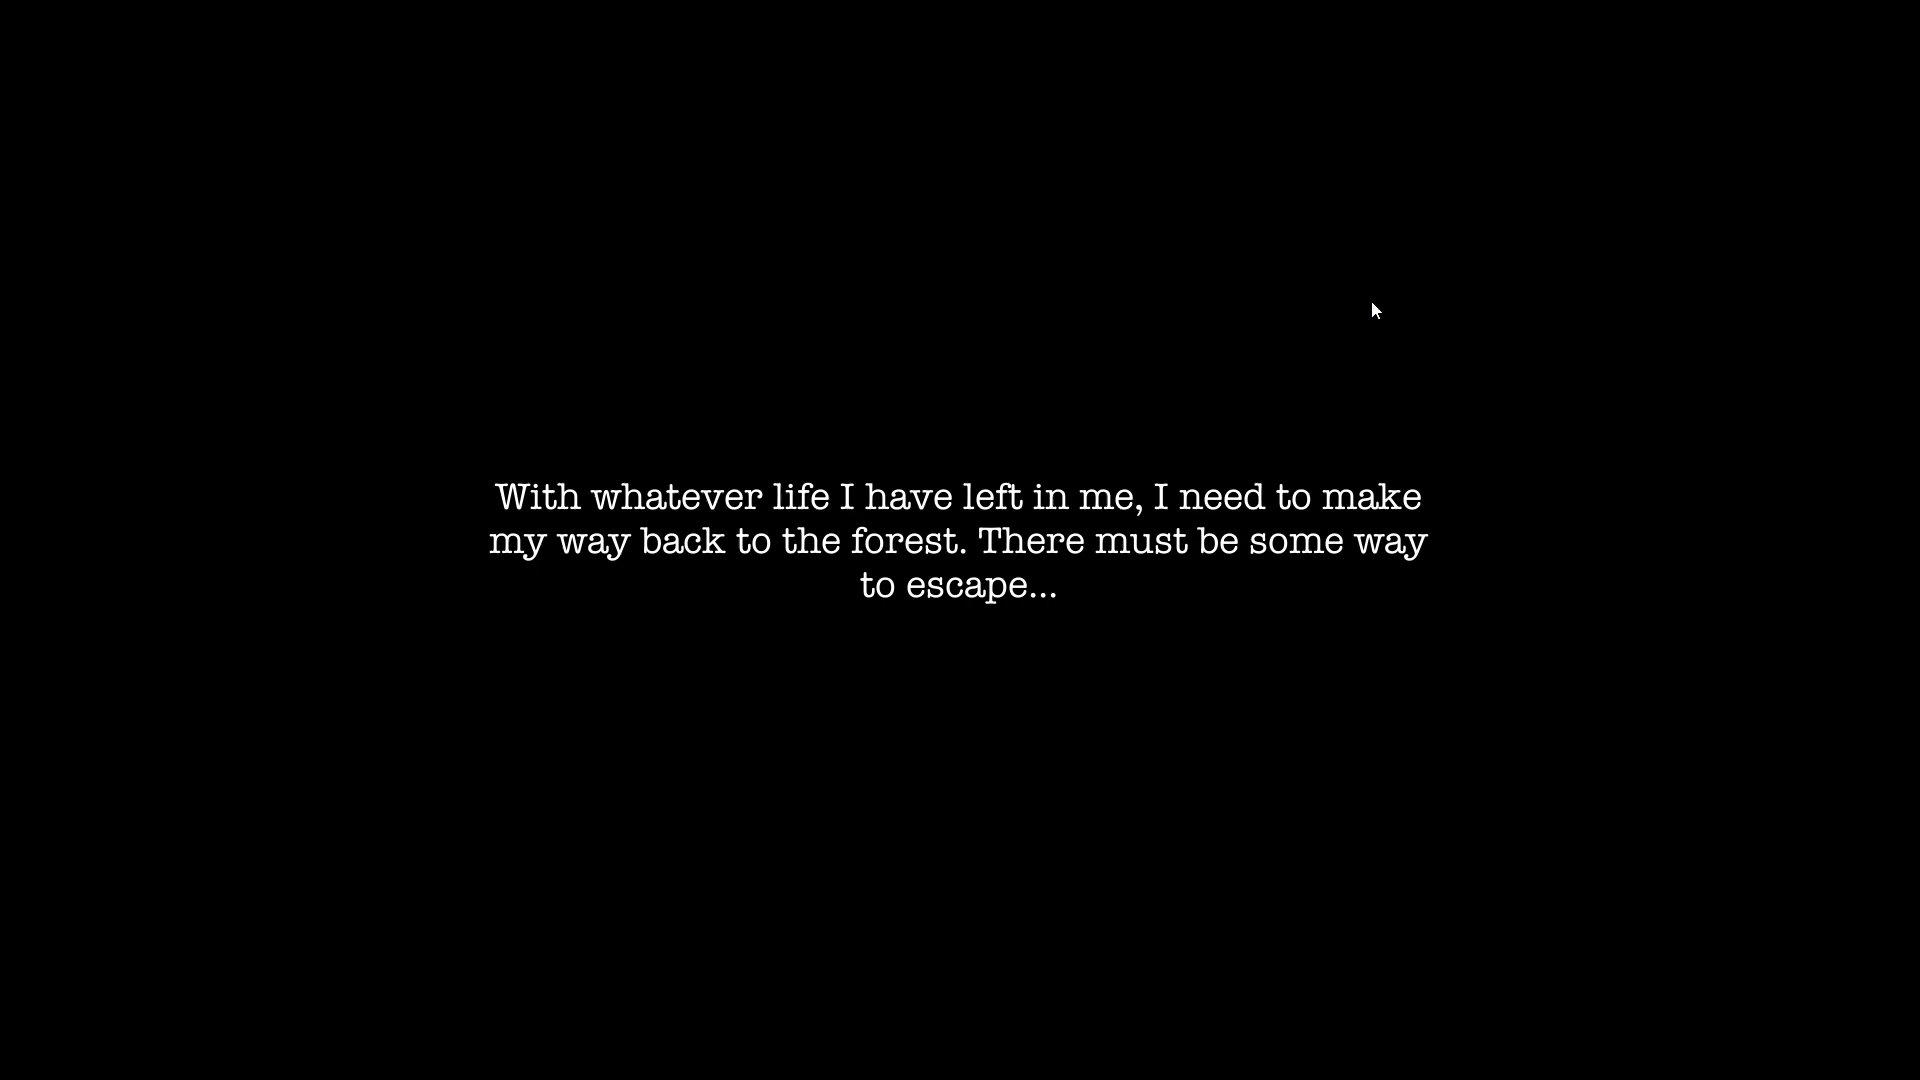 With whatever life I have left in me, I need to make
my way back to the forest. There must be some way
to escape...